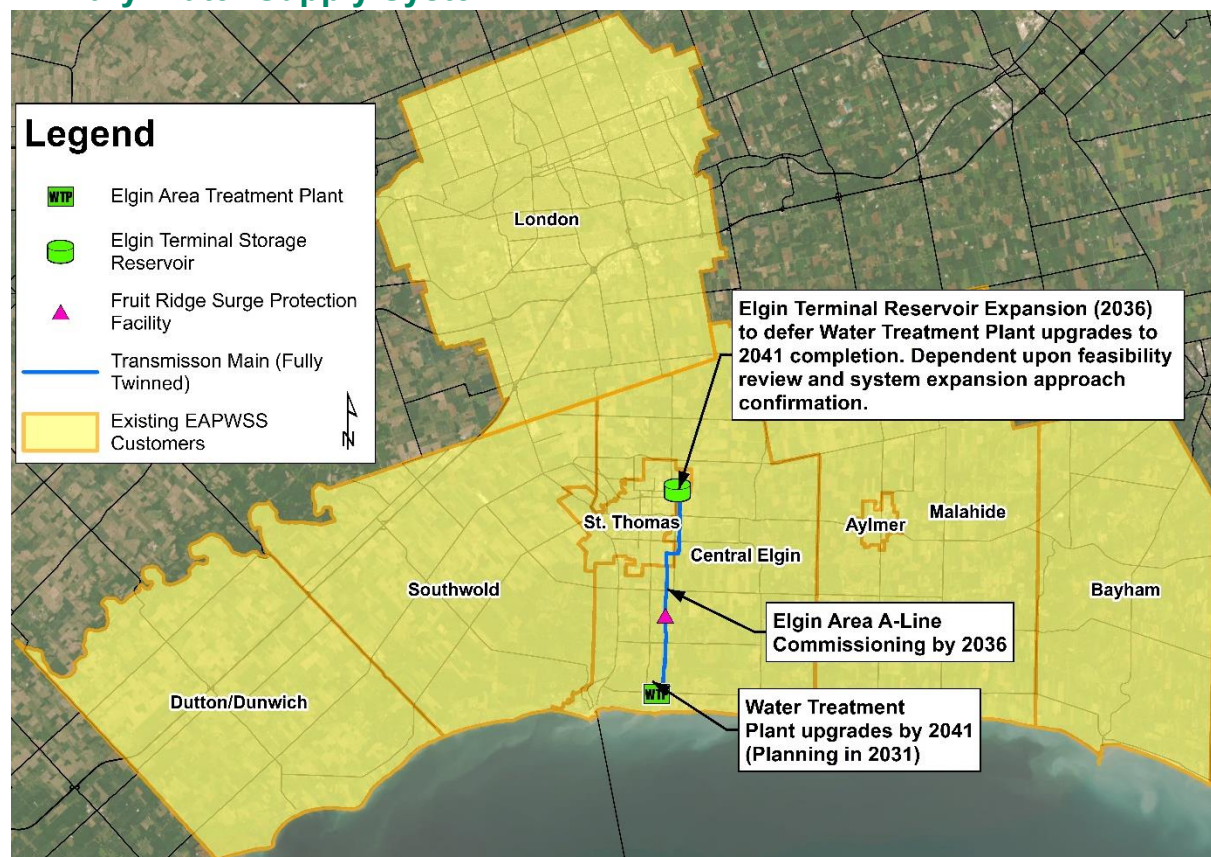 Water Supply System
Legend
WTP Elgin Area Treatment Plant
Elgin Terminal Storage
Reservoir
Fruit Ridge Surge Protection
Facility
Transmisson Main (Fully
Twinned)
Existing EAPWSS
Customers
N
London
Elgin Terminal Reservoir Expansion (2036)
to defer Water Treatment Plant upgrades to
2041 completion. Dependent upon feasibility
review and system expansion approach
confirmation.
St. Thomas
Aylmer
Malahide
Central Elgin
Southwold
Bayham
Elgin Area A-Line
Commissioning by 2036
WTP
Dutton/Dunwich
Water Treatment
Plant upgrades by 2041
(Planning in 2031)